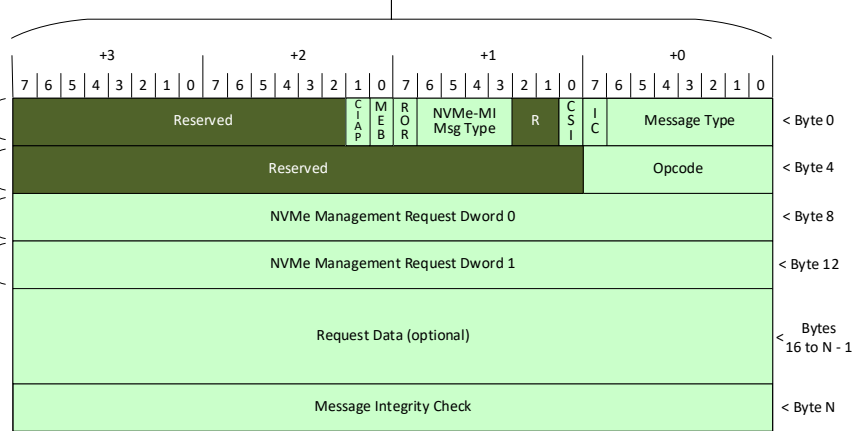 +3 +2 +1 +0
7 6 5 4 3 2 1 0 7 6 5 4 3 2 1 0 7 6 5 4 3 2 1 0 7 6 5 4 3 2 1 0
Reserved CIAP MEB ROR NVMe-MI Msg Type R CSI IC Message Type < Byte 0
Reserved Opcode < Byte 4
NVMe Management Request Dword 0 < Byte 8
NVMe Management Request Dword 1 < Byte 12
Request Data (optional) < Bytes 16 to N - 1
Message Integrity Check < Byte N